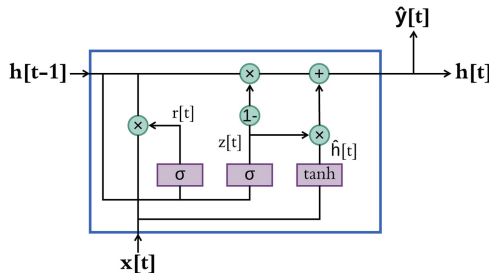 ŷ[t]
h[t−1]
×
+
h[t]
1-
r[t]
×
z[t]
×
ĥ[t]
σ
σ
tanh
x[t]